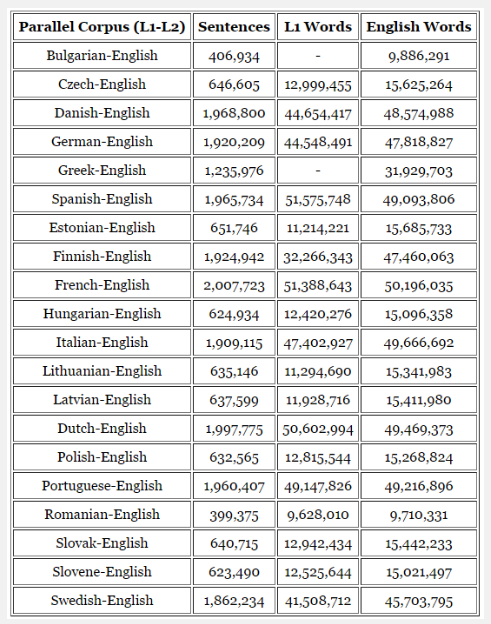 Parallel Corpus (L1-L2) Sentences L1 Words English Words
Bulgarian-English 406,934 - 9,886,291
Czech-English 646,605 12,999,455 15,625,264
Danish-English 1,968,800 44,654,417 48,574,988
German-English 1,920,209 44,548,491 47,818,827
Greek-English 1,235,976 - 31,929,703
Spanish-English 1,965,734 51,575,748 49,093,806
Estonian-English 651,746 11,214,221 15,685,733
Finnish-English 1,924,942 32,266,343 47,460,063
French-English 2,007,723 51,388,643 50,196,035
Hungarian-English 624,934 12,420,276 15,096,358
Italian-English 1,909,115 47,402,927 49,666,692
Lithuanian-English 635,146 11,294,690 15,341,983
Latvian-English 637,599 11,928,716 15,411,980
Dutch-English 1,997,775 50,602,994 49,469,373
Polish-English 632,565 12,815,544 15,268,824
Portuguese-English 1,960,407 49,147,826 49,216,896
Romanian-English 399,375 9,628,010 9,710,331
Slovak-English 640,715 12,942,434 15,442,233
Slovene-English 623,490 12,525,644 15,021,497
Swedish-English 1,862,234 41,508,712 45,703,795